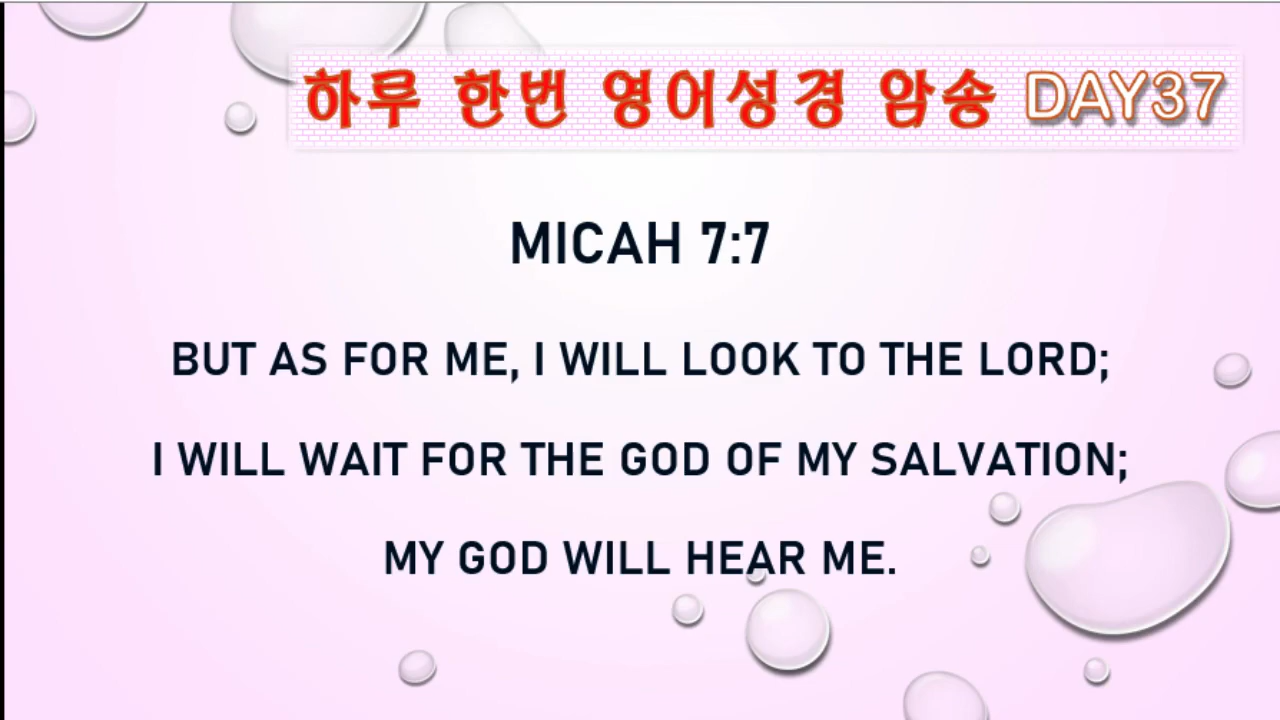 하루 한번 영어성경 암송 DAY37
MICAH 7:7
BUT AS FOR ME, I WILL LOOK TO THE LORD;
I WILL WAIT FOR THE GOD OF MY SALVATION;
MY GOD WILL HEAR ME.